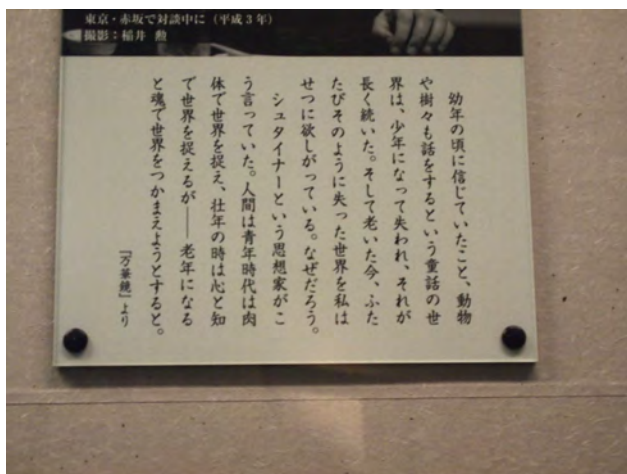 東京・赤坂で対談中に（平成3年）
撮影：稲井 勲
幼年の頃に信じていたこと、動物
や樹々も話をするという童話の世
界は、少年になって失われ、それが
長く続いた。そして老いた今、ふた
たびそのように失った世界を私は
せつに欲しがっている。なぜだろう。
シュタイナーという思想家がこ
う言っていた。人間は青年時代は肉
体で世界を捉え、壮年の時は心と知
で世界を捉えるが――老年になる
と魂で世界をつかまえようとすると。
『万華鏡』より